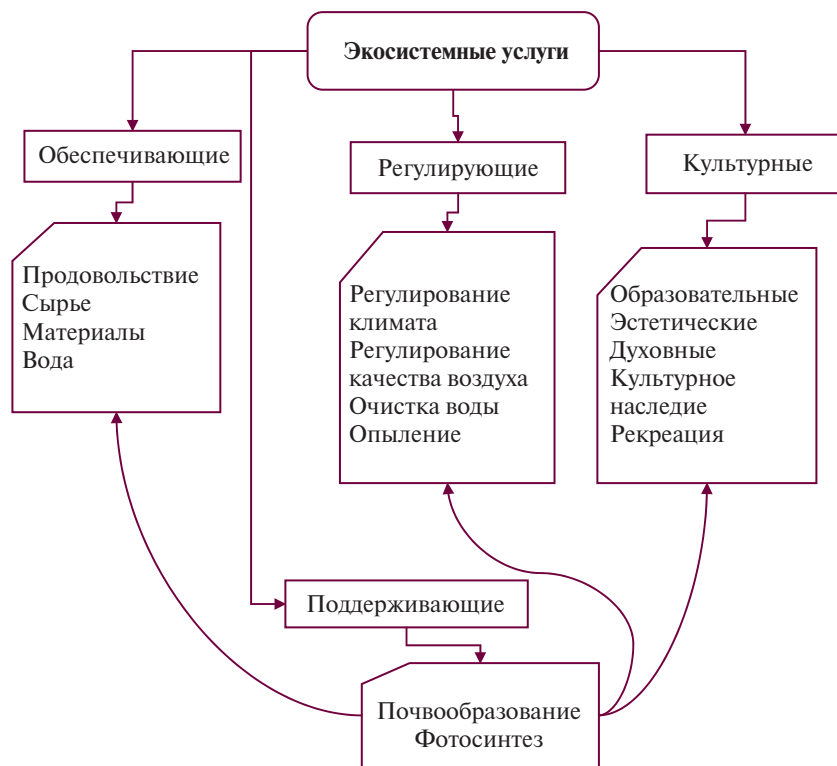 Экосистемные услуги
Обеспечивающие
Регулирующие
Культурные
Продовольствие
Сырье
Материалы
Вода
Регулирование
климата
Регулирование
качества воздуха
Очистка воды
Опыление
Образовательные
Эстетические
Духовные
Культурное
наследие
Рекреация
Поддерживающие
Почвообразование
Фотосинтез